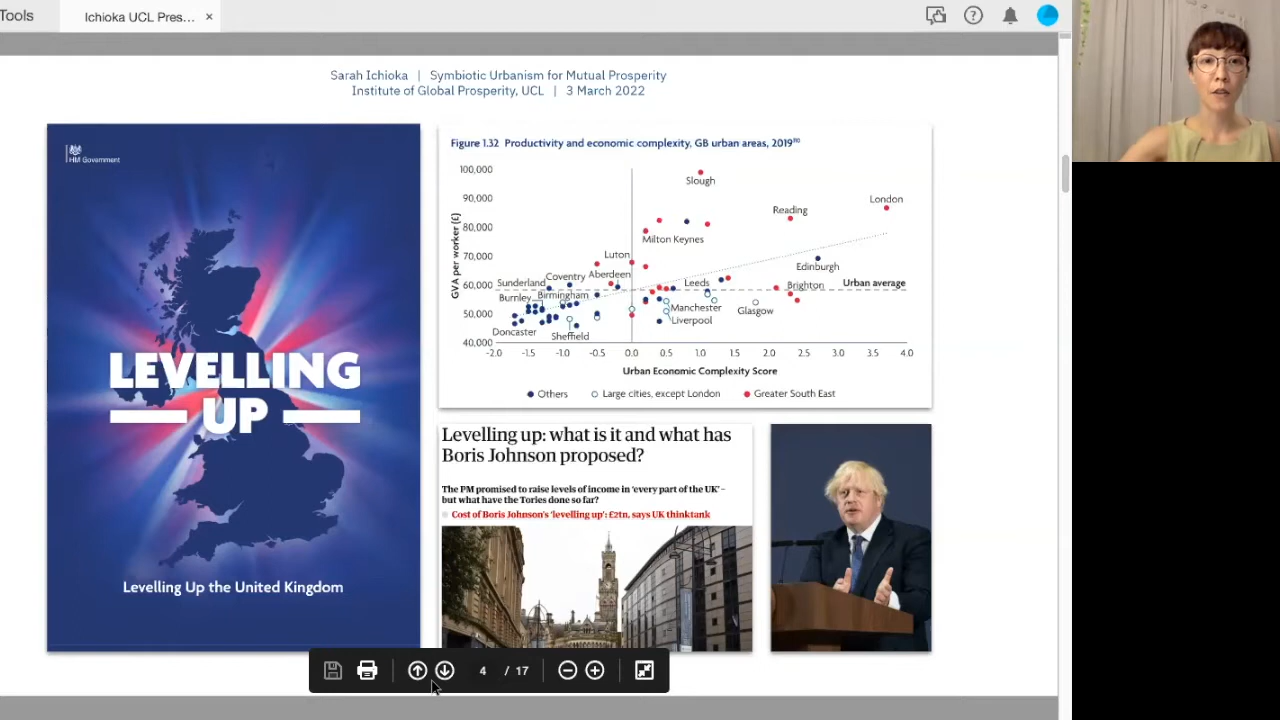 Tools
Ichioka UCL Pres... ×
Sarah Ichioka | Symbiotic Urbanism for Mutual Prosperity
Institute of Global Prosperity, UCL | 3 March 2022
HM Government
LEVELLING
UP
Levelling Up the United Kingdom
Figure 1.32 Productivity and economic complexity, GB urban areas, 2019
GVA per worker (£)
100,000
90,000
80,000
70,000
60,000
50,000
40,000
Slough
London
Reading
Milton Keynes
Luton
Edinburgh
Sunderland
Coventry
Aberdeen
Leeds
Brighton
Urban average
Burnley
Birmingham
Manchester
Glasgow
Liverpool
Doncaster
Sheffield
-2.0 -1.5 -1.0 -0.5 0.0 0.5 1.0 1.5 2.0 2.5 3.0 3.5 4.0
Urban Economic Complexity Score
Others
Large cities, except London
Greater South East
Levelling up: what is it and what has
Boris Johnson proposed?
The PM promised to raise levels of income in ‘every part of the UK’ –
but what have the Tories done so far?
Cost of Boris Johnson’s ‘levelling up’: £2tn, says UK thinktank
4 / 17